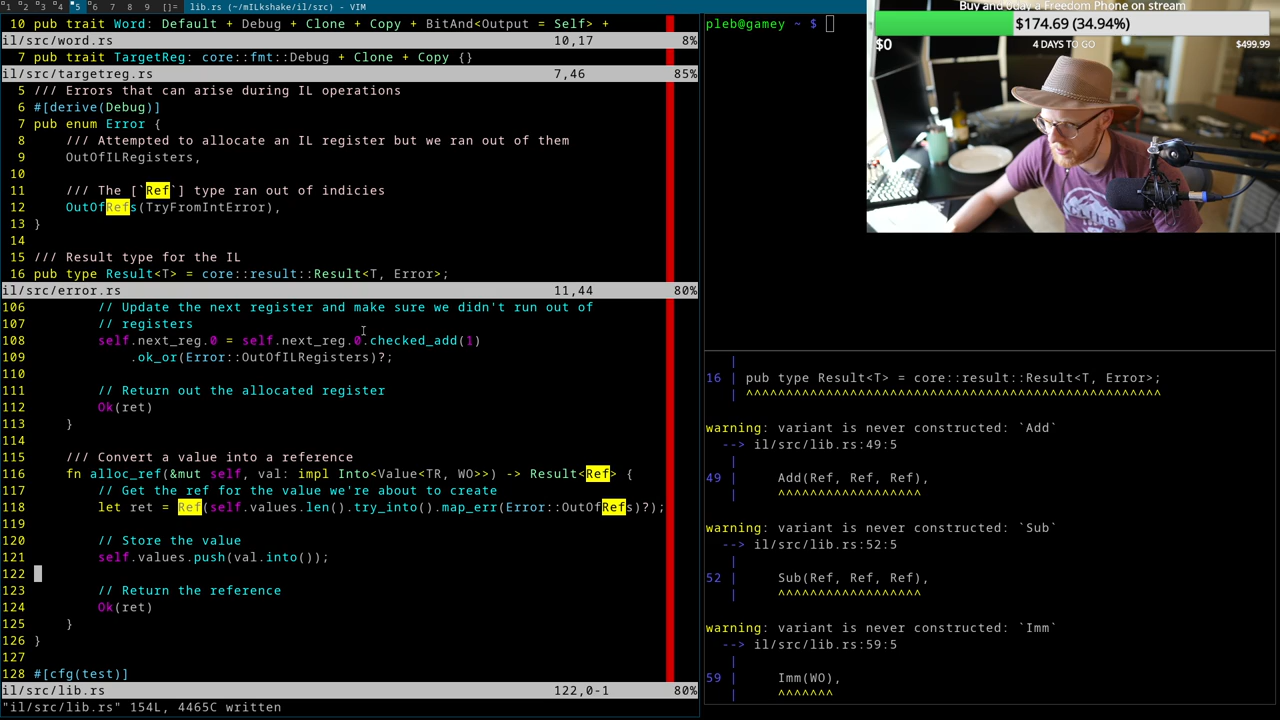 1 2 3 4 5 6 7 8 9 []= lib.rs (~/mILkshake/il/src) - VIM
10 pub trait Word: Default + Debug + Clone + Copy + BitAnd<Output = Self> +
il/src/word.rs 10,17 8%
7 pub trait TargetReg: core::fmt::Debug + Clone + Copy {}
il/src/targetreg.rs 7,46 85%
5 /// Errors that can arise during IL operations
6 #[derive(Debug)]
7 pub enum Error {
8 /// Attempted to allocate an IL register but we ran out of them
9 OutOfILRegisters,
10
11 /// The [`Ref`] type ran out of indicies
12 OutOfRefs(TryFromIntError),
13 }
14
15 /// Result type for the IL
16 pub type Result<T> = core::result::Result<T, Error>;
il/src/error.rs 11,44 80%
106 // Update the next register and make sure we didn't run out of
107 // registers
108 self.next_reg.0 = self.next_reg.0.checked_add(1)
109 .ok_or(Error::OutOfILRegisters)?;
110
111 // Return out the allocated register
112 Ok(ret)
113 }
114
115 /// Convert a value into a reference
116 fn alloc_ref(&mut self, val: impl Into<Value<TR, WO>>) -> Result<Ref> {
117 // Get the ref for the value we're about to create
118 let ret = Ref(self.values.len().try_into().map_err(Error::OutOfRefs)?);
119
120 // Store the value
121 self.values.push(val.into());
122
123 // Return the reference
124 Ok(ret)
125 }
126 }
127
128 #[cfg(test)]
il/src/lib.rs 122,0-1 80%
"il/src/lib.rs" 154L, 4465C written
pleb@gamey ~ $
Phone on stream
$174.69 (34.94%)
$0 4 DAYS TO GO $499.99
|
16 | pub type Result<T> = core::result::Result<T, Error>;
| ^^^^^^^^^^^^^^^^^^^^^^^^^^^^^^^^^^^^^^^^^^^^^^^^^^^^
warning: variant is never constructed: `Add`
--> il/src/lib.rs:49:5
|
49 | Add(Ref, Ref, Ref),
| ^^^^^^^^^^^^^^^^^^
warning: variant is never constructed: `Sub`
--> il/src/lib.rs:52:5
|
52 | Sub(Ref, Ref, Ref),
| ^^^^^^^^^^^^^^^^^^
warning: variant is never constructed: `Imm`
--> il/src/lib.rs:59:5
|
59 | Imm(WO),
| ^^^^^^^